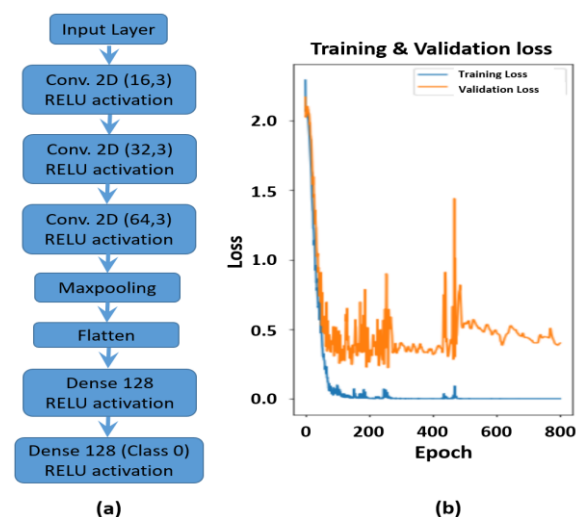 Input Layer
Conv. 2D (16,3)
RELU activation
Conv. 2D (32,3)
RELU activation
Conv. 2D (64,3)
RELU activation
Maxpooling
Flatten
Dense 128
RELU activation
Dense 128 (Class 0)
RELU activation
(a)
Training & Validation loss
Training Loss
Validation Loss
Loss
2.0
1.5
1.0
0.5
0.0
0
200
400
600
800
Epoch
(b)